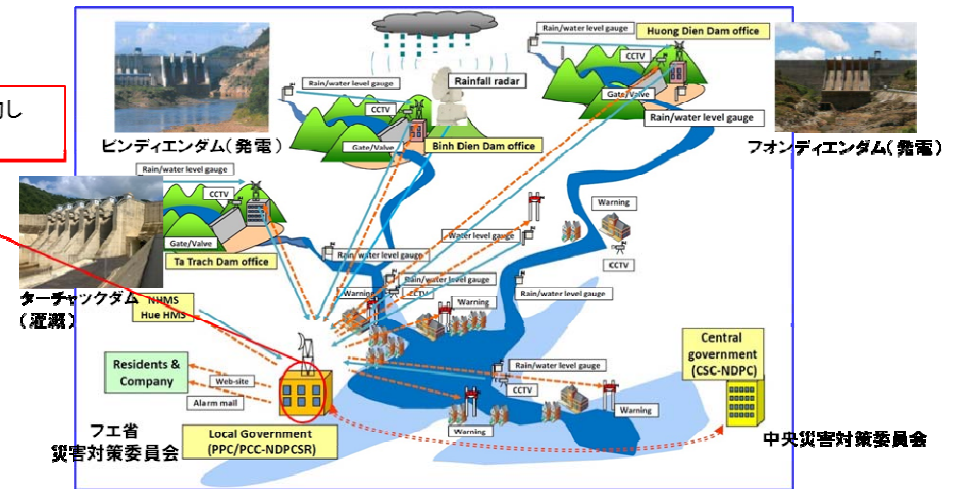 Rain/water level gauge
Huong Dien Dam office
CCTV
Rainfall radar
Rain/water level gauge
CCTV
Gate/Valve
Rain/water level gauge
Gate/Valve
Binh Dien Dam office
ビンディエンダム(発電)
フオンディエンダム(発電)
Rain/water level gauge
CCTV
Warning
Water level gauge
Gate/Valve
CCTV
Rain/water level gauge
Ta Trach Dam office
Rain/water level gauge
Rain/water level gauge
Warning
CCTV
Warning
ターチャックダム
(灌漑)
NHMS
Hue HMS
Central
government
(CSC-NDPC)
Residents &
Company
Web-site
Alarm mail
Rain/water level gauge
CCTV
Warning
Warning
フエ省
災害対策委員会
Local Government
(PPC/PCC-NDPCSR)
中央災害対策委員会